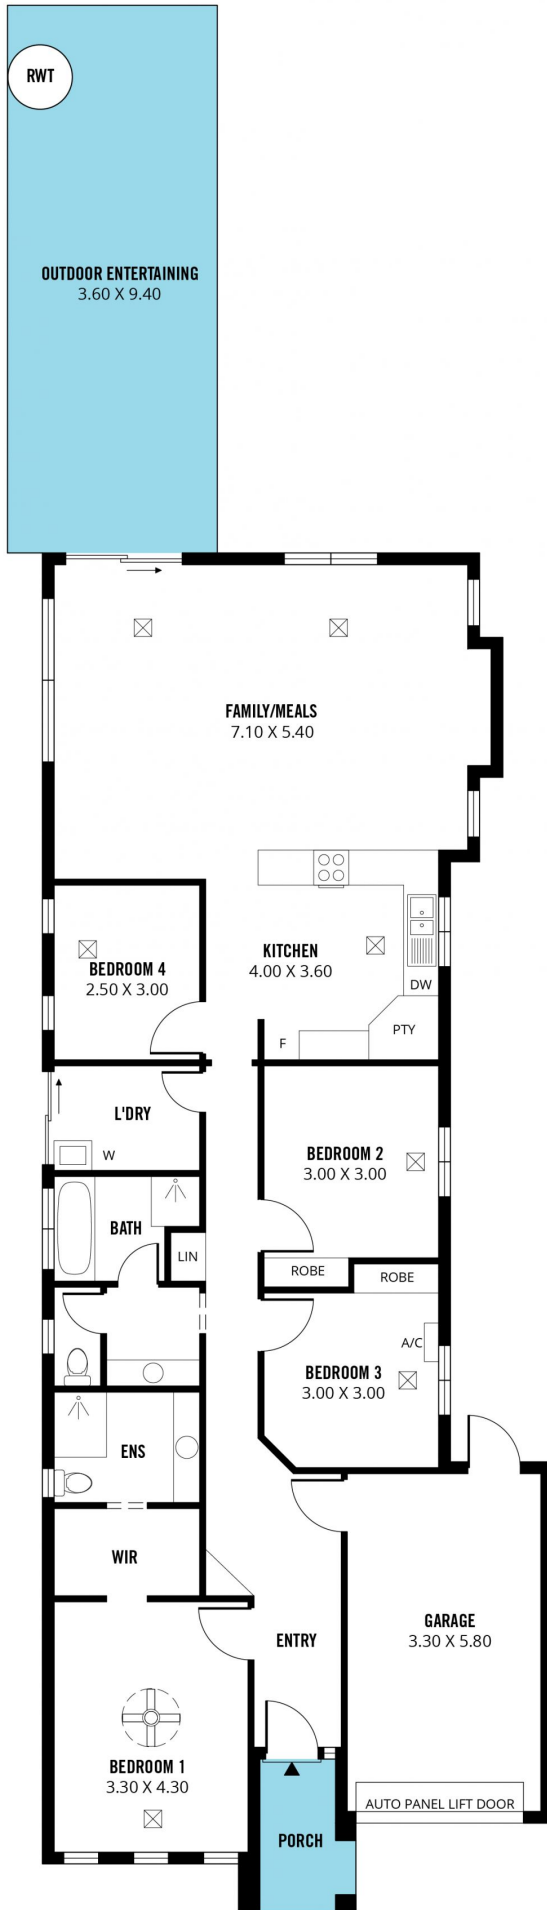 RWT
OUTDOOR ENTERTAINING
3.60 X 9.40
FAMILY/MEALS
7.10 X 5.40
KITCHEN
4.00 X 3.60
BEDROOM 4
2.50 X 3.00
DW
PTY
F
L'DRY
W
BEDROOM 2
3.00 X 3.00
BATH
LIN
ROBE
ROBE
A/C
BEDROOM 3
3.00 X 3.00
ENS
WIR
ENTRY
GARAGE
3.30 X 5.80
BEDROOM 1
3.30 X 4.30
AUTO PANEL LIFT DOOR
PORCH